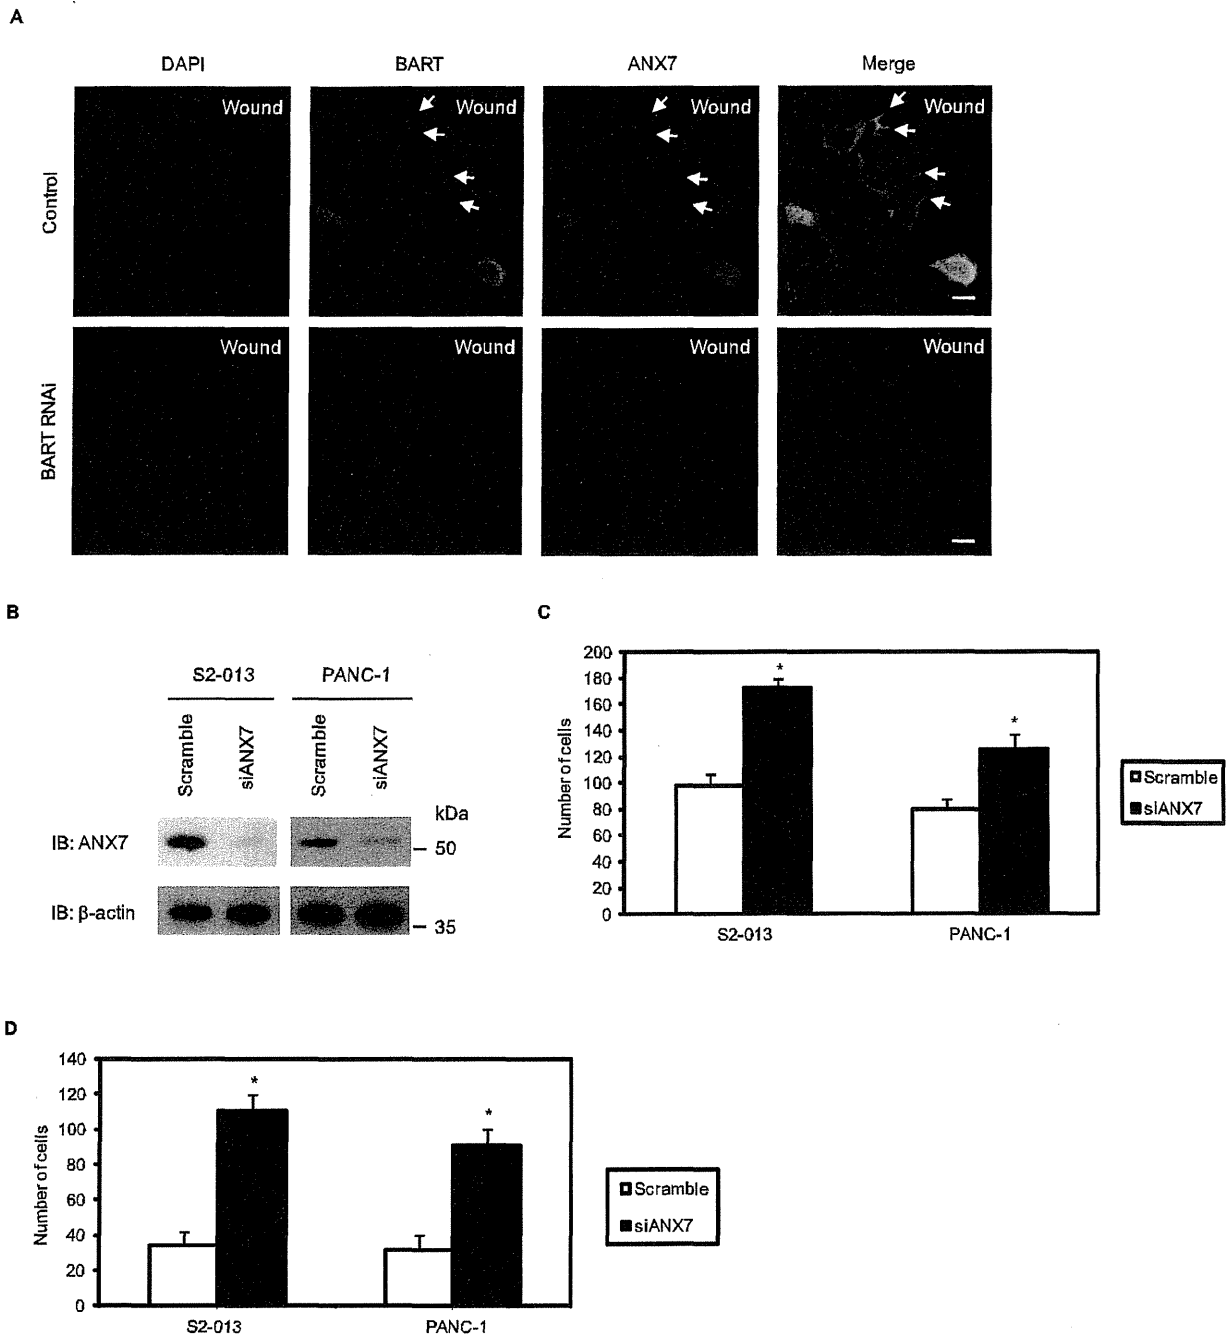 A
DAPI BART ANX7 Merge
Control
Wound Wound Wound Wound
BART RNAi
Wound Wound Wound Wound
B
S2-013 PANC-1
Scramble siANX7 Scramble siANX7
kDa
IB: ANX7
50
IB: β-actin
35
C
Number of cells
200
180
160
140
120
100
80
60
40
20
0
*
*
S2-013 PANC-1
Scramble
siANX7
D
Number of cells
140
120
100
80
60
40
20
0
*
*
S2-013 PANC-1
Scramble
siANX7